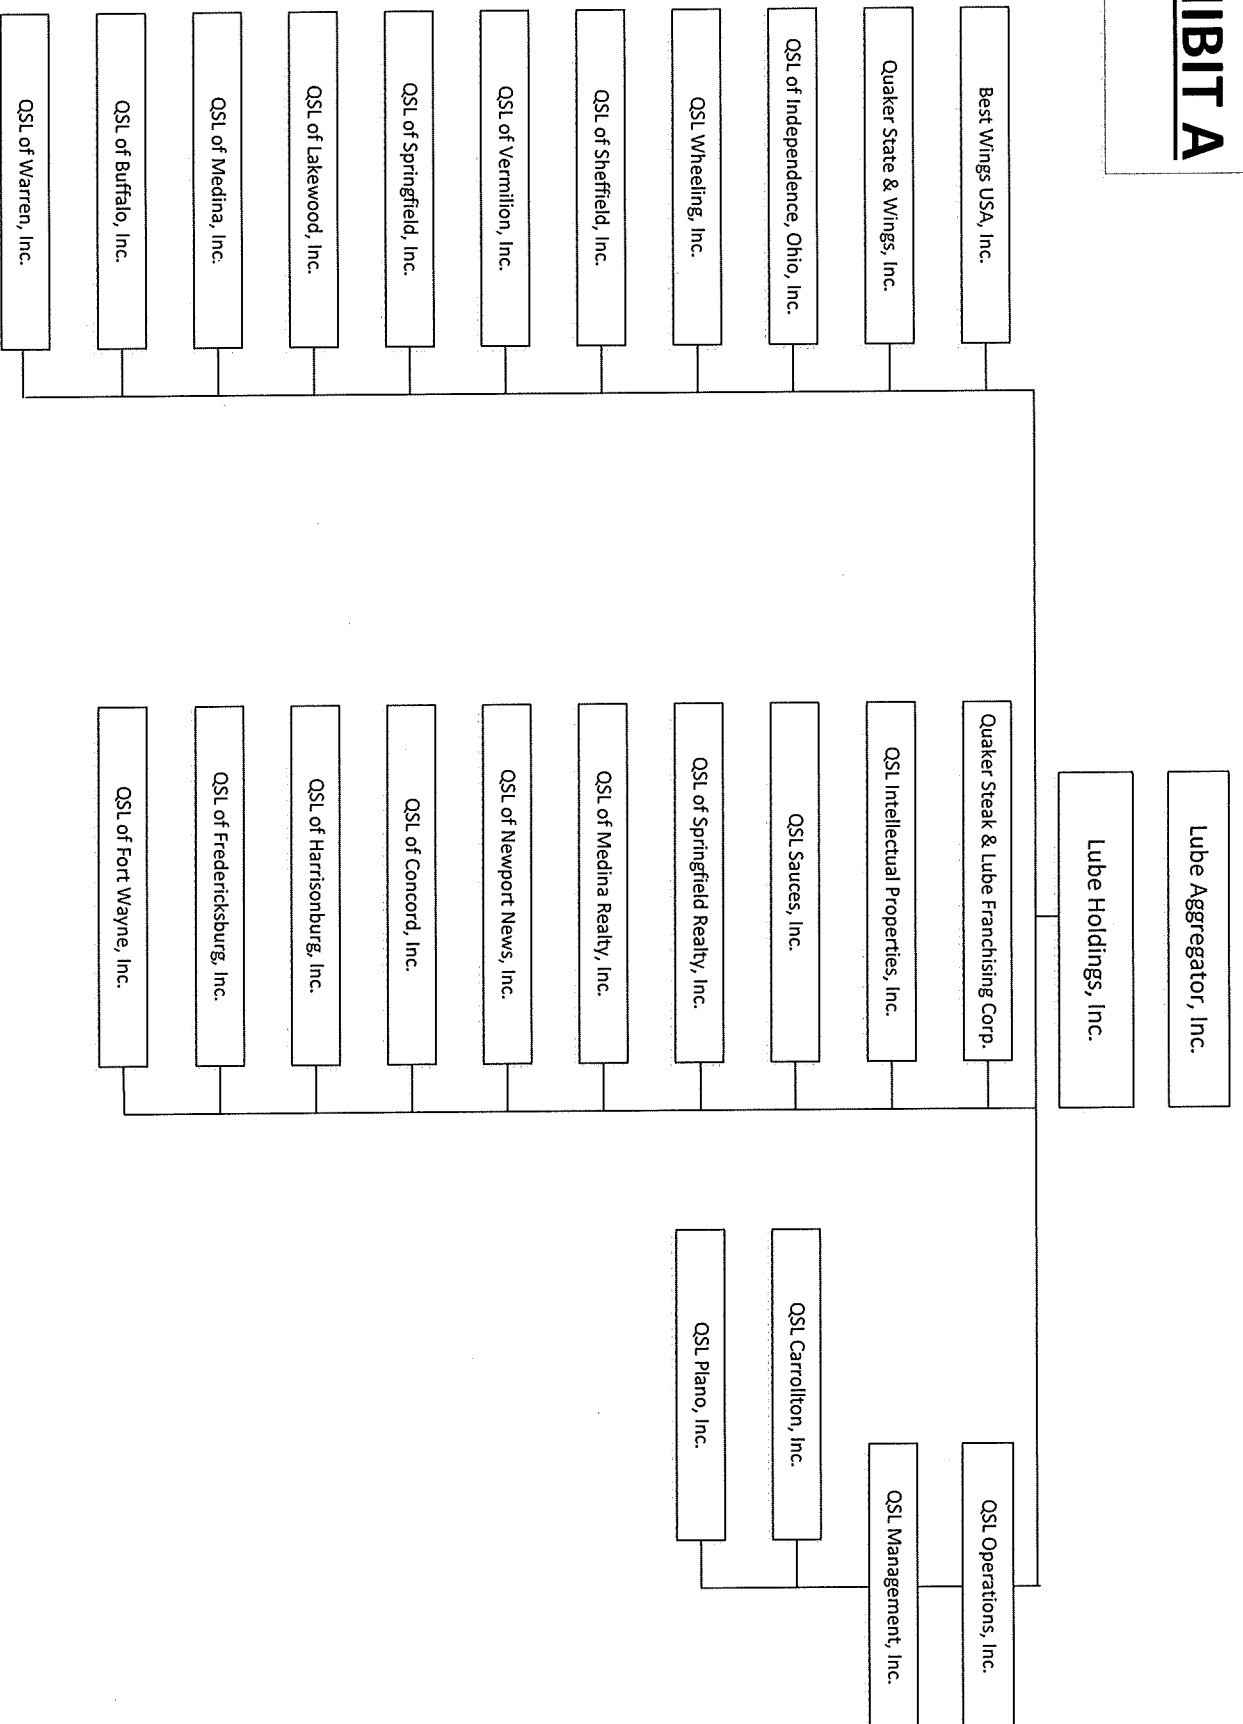 IIBIT A
Lube Aggregator, Inc.
Lube Holdings, Inc.
Best Wings USA, Inc.
Quaker State & Wings, Inc.
QSL of Independence, Ohio, Inc.
QSL Wheeling, Inc.
QSL of Sheffield, Inc.
QSL of Vermilion, Inc.
QSL of Springfield, Inc.
QSL of Lakewood, Inc.
QSL of Medina, Inc.
QSL of Buffalo, Inc.
QSL of Warren, Inc.
Quaker Steak & Lube Franchising Corp.
QSL Intellectual Properties, Inc.
QSL Sauces, Inc.
QSL of Springfield Realty, Inc.
QSL of Medina Realty, Inc.
QSL of Newport News, Inc.
QSL of Concord, Inc.
QSL of Harrisonburg, Inc.
QSL of Fredericksburg, Inc.
QSL of Fort Wayne, Inc.
QSL Operations, Inc.
QSL Management, Inc.
QSL Carrollton, Inc.
QSL Plano, Inc.